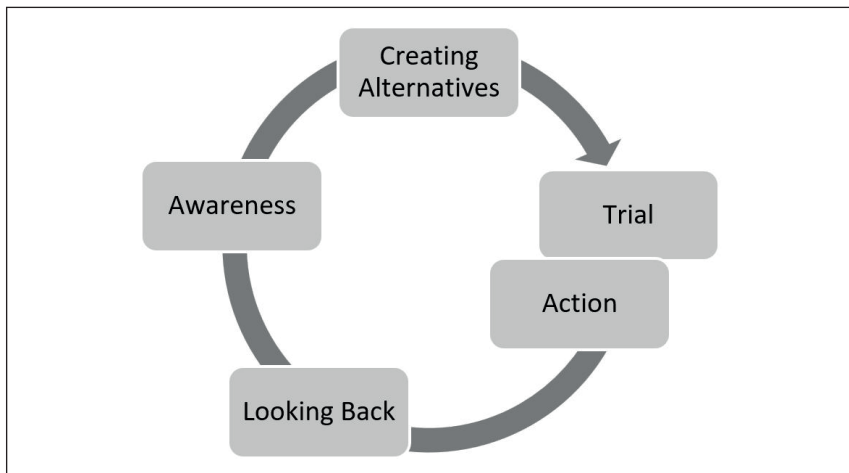 Creating
Alternatives
Awareness
Trial
Action
Looking Back